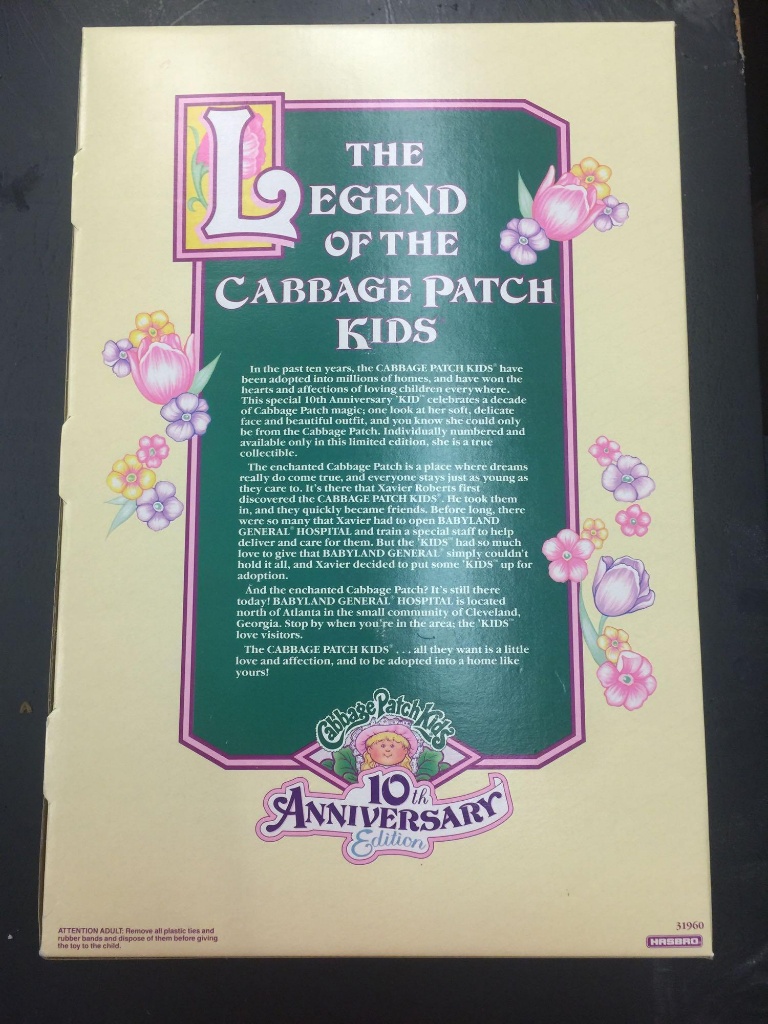 THE
LEGEND
OF THE
CABBAGE PATCH
KIDS™
In the past ten years, the CABBAGE PATCH KIDS® have
been adopted into millions of homes, and have won the
hearts and affections of loving children everywhere.
This special 10th Anniversary 'KID'™ celebrates a decade
of Cabbage Patch magic; one look at her soft, delicate
face and beautiful outfit, and you know she could only
be from the Cabbage Patch. Individually numbered and
available only in this limited edition, she is a true
collectible.
The enchanted Cabbage Patch is a place where dreams
really do come true, and everyone stays just as young as
they care to. It's there that Xavier Roberts first
discovered the CABBAGE PATCH KIDS®. He took them
in, and they quickly became friends. Before long, there
were so many that Xavier had to open BABYLAND
GENERAL® HOSPITAL and train a special staff to help
deliver and care for them. But the 'KIDS'™ had so much
love to give that BABYLAND GENERAL® simply couldn't
hold it all, and Xavier decided to put some 'KIDS'™ up for
adoption.
And the enchanted Cabbage Patch? It's still there
today! BABYLAND GENERAL® HOSPITAL is located
north of Atlanta in the small community of Cleveland,
Georgia. Stop by when you're in the area; the 'KIDS'™
love visitors.
The CABBAGE PATCH KIDS® . . . all they want is a little
love and affection, and to be adopted into a home like
yours!
Cabbage Patch Kids
10th
ANNIVERSARY
Edition
ATTENTION ADULT: Remove all plastic ties and
rubber bands and dispose of them before giving
the toy to the child.
31960
HASBRO